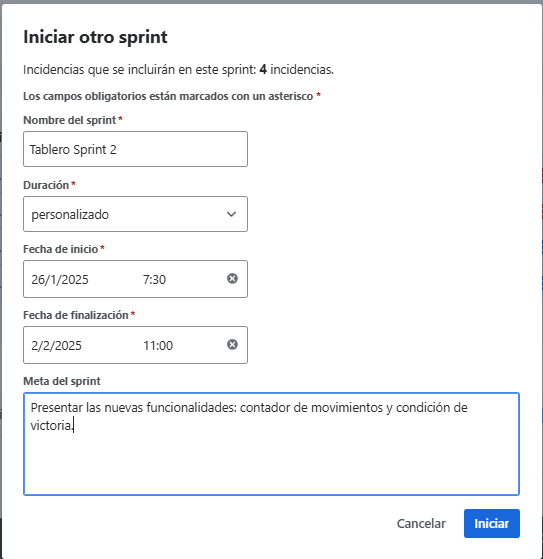 Iniciar otro sprint
Incidencias que se incluirán en este sprint: 4 incidencias.
Los campos obligatorios están marcados con un asterisco *
Nombre del sprint *
Tablero Sprint 2
Duración *
personalizado
Fecha de inicio *
26/1/2025 7:30
Fecha de finalización *
2/2/2025 11:00
Meta del sprint
Presentar las nuevas funcionalidades: contador de movimientos y condición de
victoria.
Cancelar Iniciar